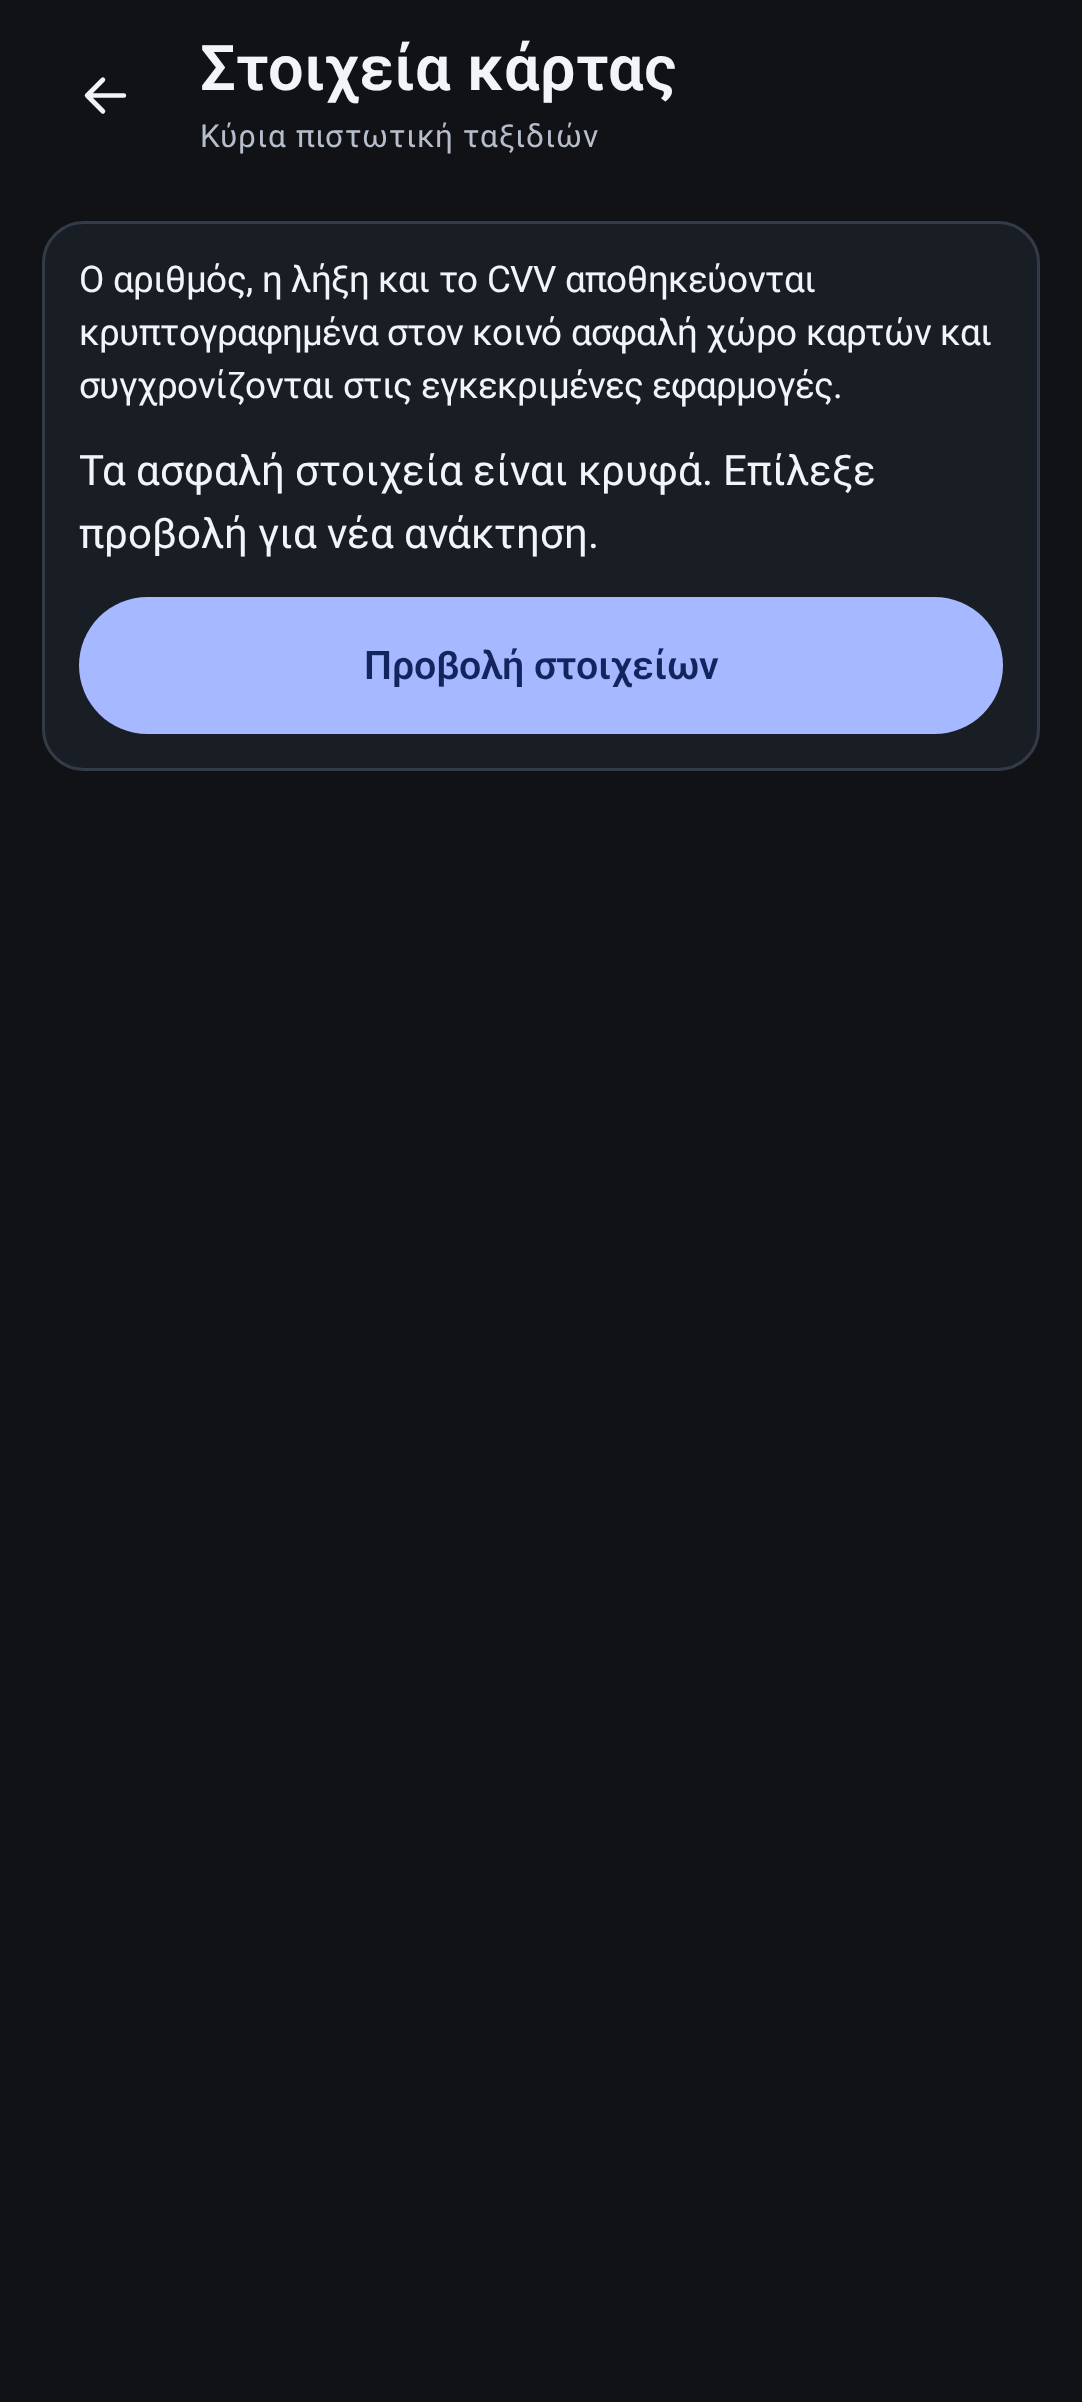 Στοιχεία κάρτας
Κύρια πιστωτική ταξιδιών
Ο αριθμός, η λήξη και το CVV αποθηκεύονται
κρυπτογραφημένα στον κοινό ασφαλή χώρο καρτών και
συγχρονίζονται στις εγκεκριμένες εφαρμογές.
Τα ασφαλή στοιχεία είναι κρυφά. Επίλεξε
προβολή για νέα ανάκτηση.
Προβολή στοιχείων